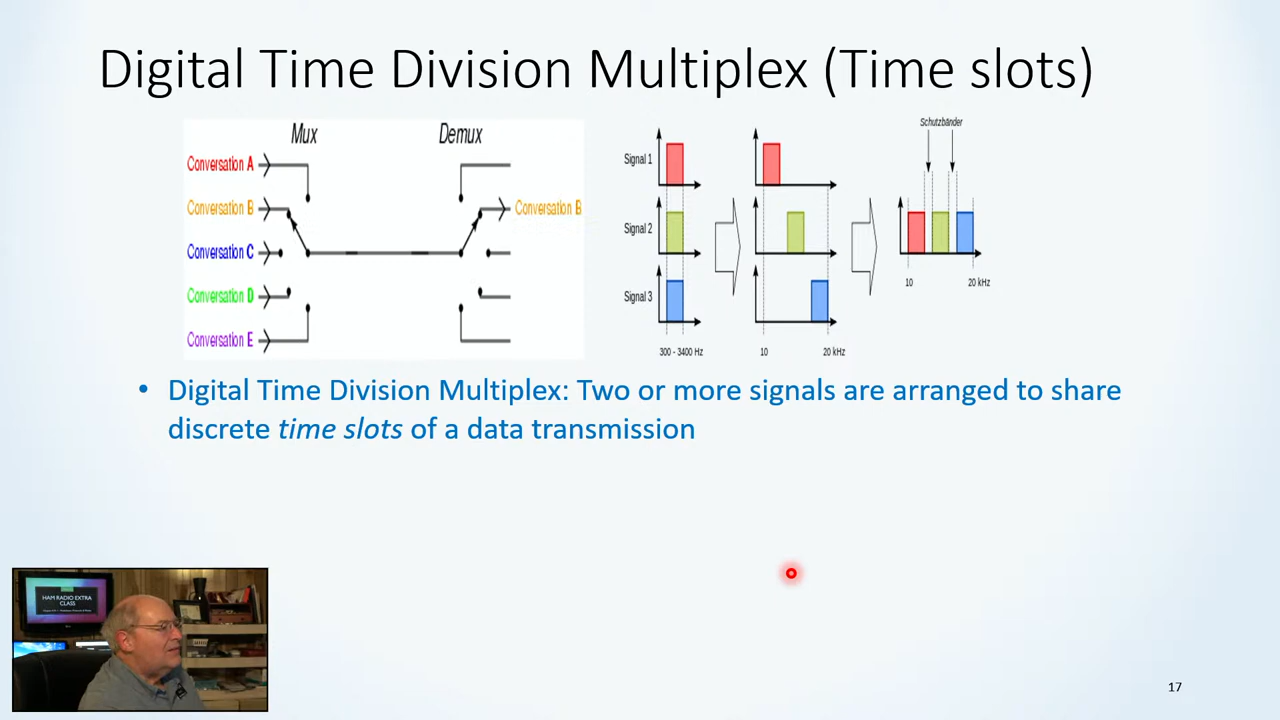 Digital Time Division Multiplex (Time slots)
Mux
Demux
Conversation A
Conversation B
Conversation C
Conversation D
Conversation E
Conversation B
Signal 1
Signal 2
Signal 3
300 - 3400 Hz
10
20 kHz
Schutzbänder
10
20 kHz
• Digital Time Division Multiplex: Two or more signals are arranged to share
discrete time slots of a data transmission
HAM RADIO EXTRA
CLASS
17